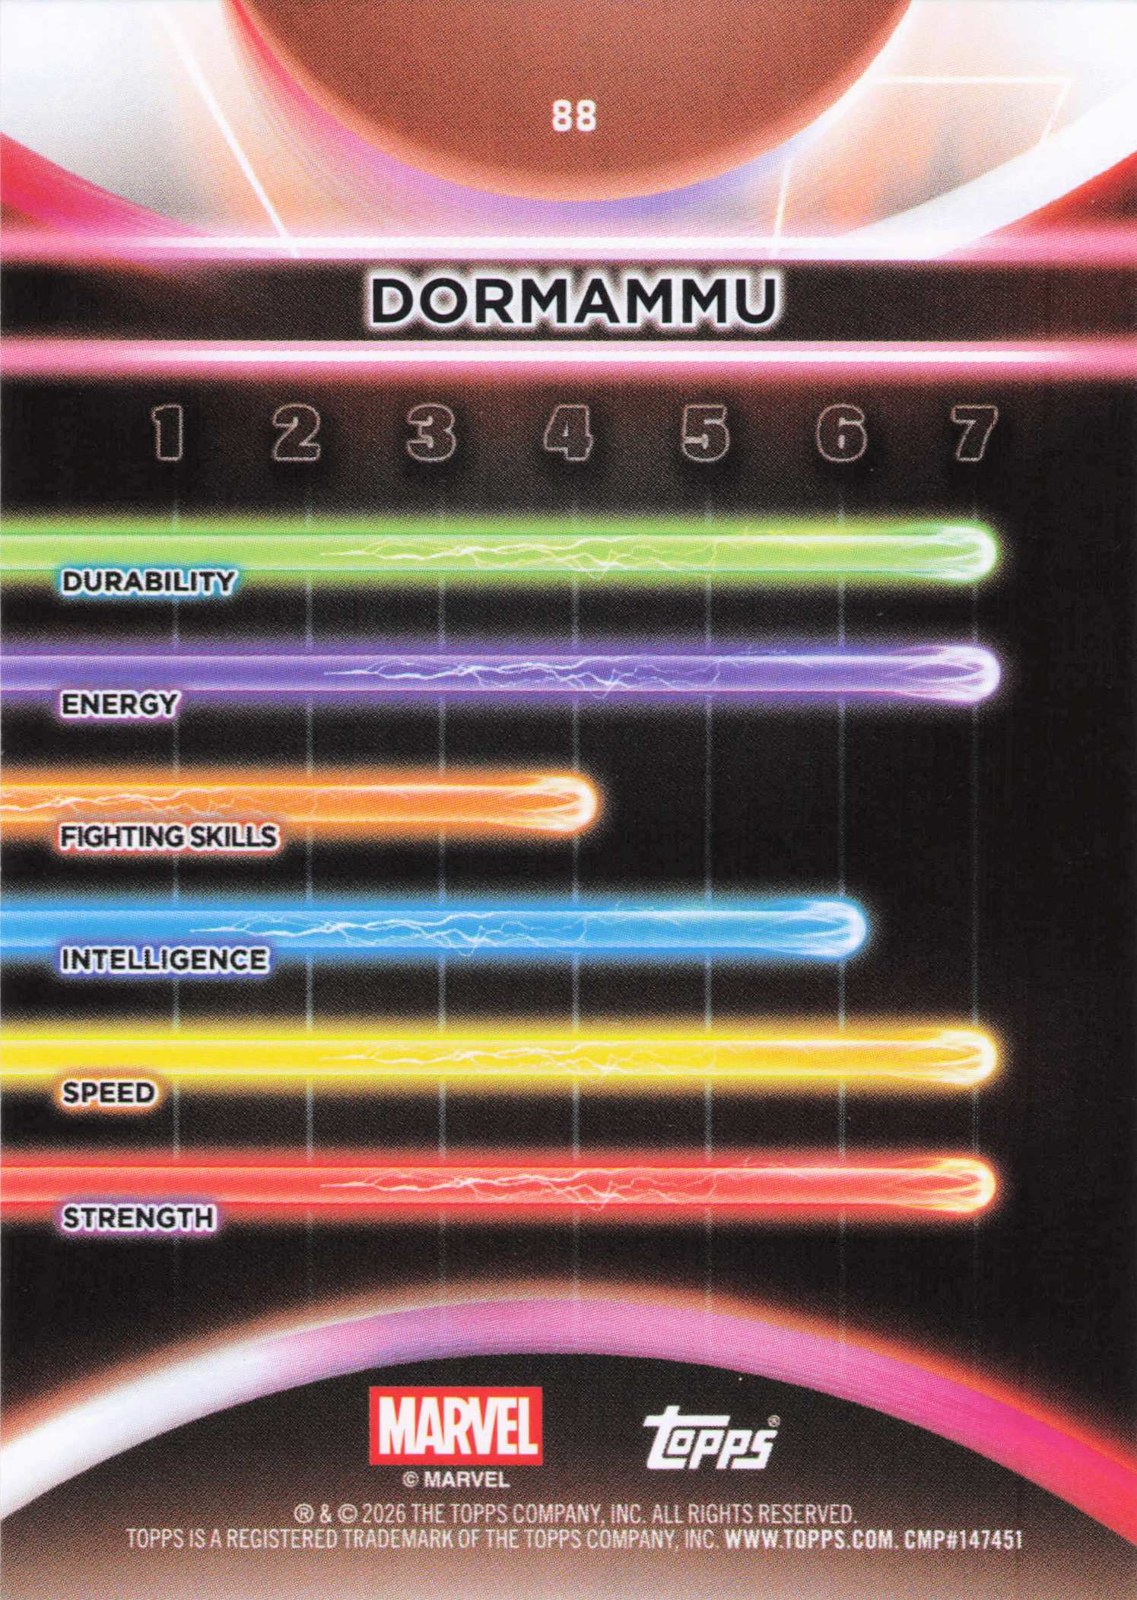 88
DORMAMMU
1 2 3 4 5 6 7
DURABILITY
ENERGY
FIGHTING SKILLS
INTELLIGENCE
SPEED
STRENGTH
MARVEL
© MARVEL
TOPPS®
® & © 2026 THE TOPPS COMPANY, INC. ALL RIGHTS RESERVED.
TOPPS IS A REGISTERED TRADEMARK OF THE TOPPS COMPANY, INC. WWW.TOPPS.COM. CMP#147451